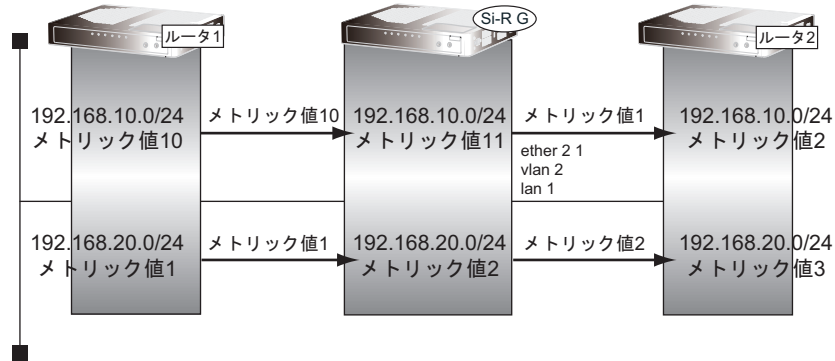 ルータ1
Si-R G
ルータ2
192.168.10.0/24
メトリック値10
メトリック値10
192.168.10.0/24
メトリック値11
メトリック値1
192.168.10.0/24
メトリック値2
ether 2 1
vlan 2
lan 1
192.168.20.0/24
メトリック値1
メトリック値1
192.168.20.0/24
メトリック値2
メトリック値2
192.168.20.0/24
メトリック値3